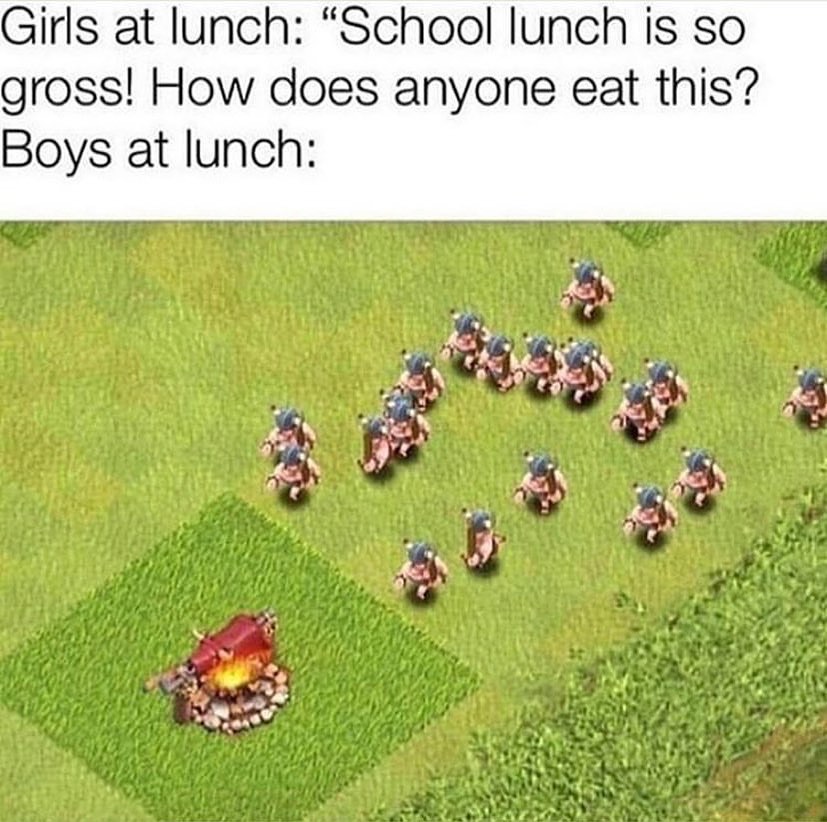 Girls at lunch: “School lunch is so
gross! How does anyone eat this?
Boys at lunch: